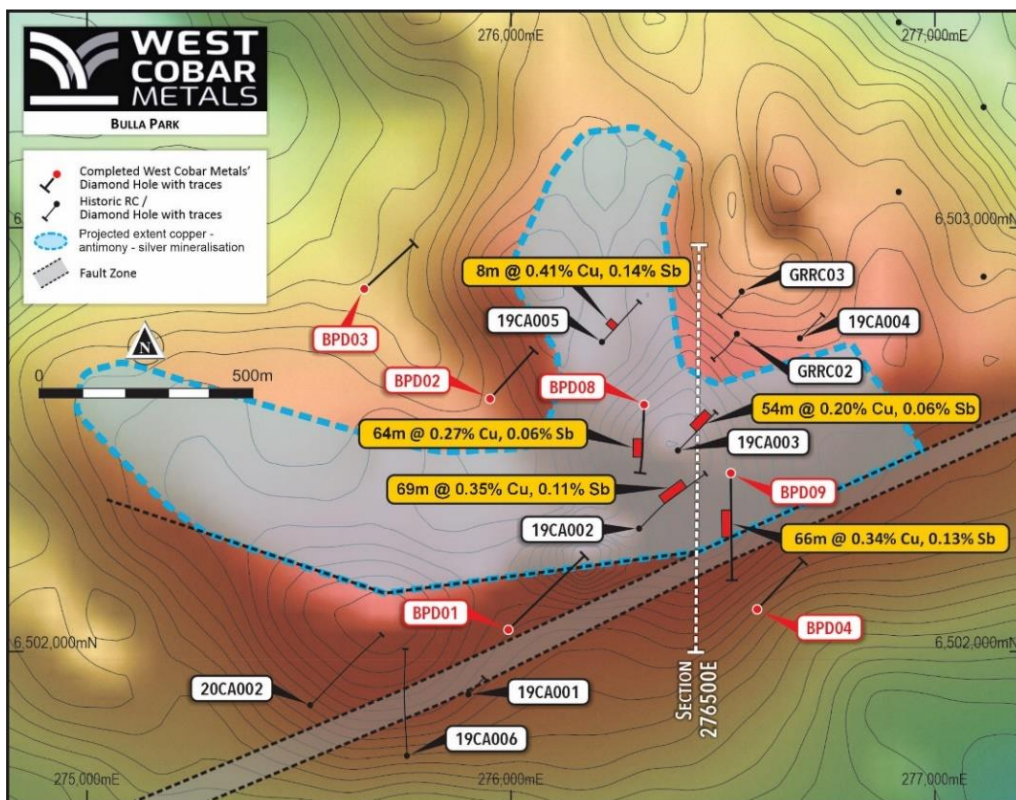 WEST
COBAR
METALS
BULLA PARK
Completed West Cobar Metals'
Diamond Hole with traces
Historic RC /
Diamond Hole with traces
Projected extent copper -
antimony - silver mineralisation
Fault Zone
N
0
500m
276,000mE
277,000mE
6,503,000mN
8m @ 0.41% Cu, 0.14% Sb
GRRC03
19CA005
19CA004
BPD03
GRRC02
BPD02
BPD08
54m @ 0.20% Cu, 0.06% Sb
64m @ 0.27% Cu, 0.06% Sb
19CA003
69m @ 0.35% Cu, 0.11% Sb
BPD09
19CA002
66m @ 0.34% Cu, 0.13% Sb
BPD01
BPD04
6,502,000mN
6,502,000mN
20CA002
19CA001
SECTION
276500E
19CA006
275,000mE
276,000mE
277,000mE